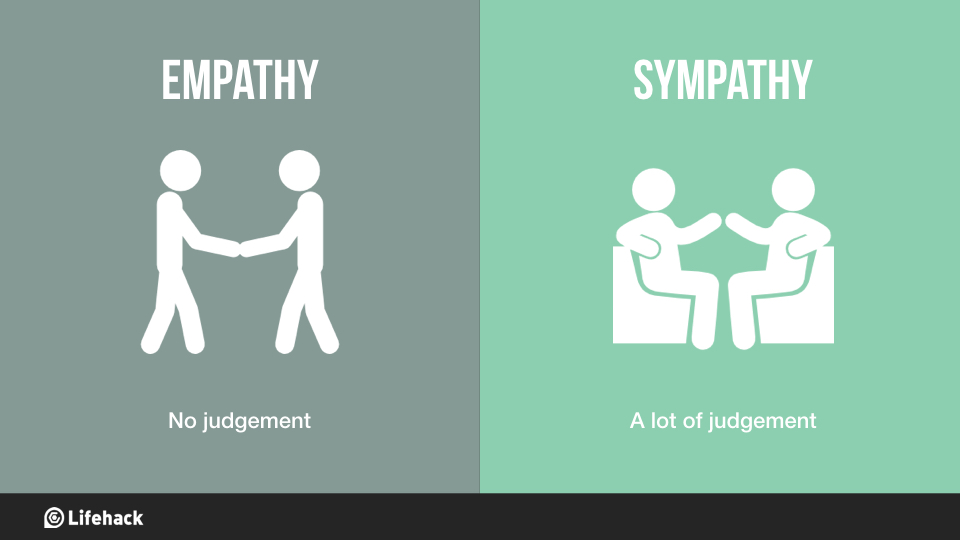 EMPATHY
SYMPATHY
No judgement
A lot of judgement
Lifehack